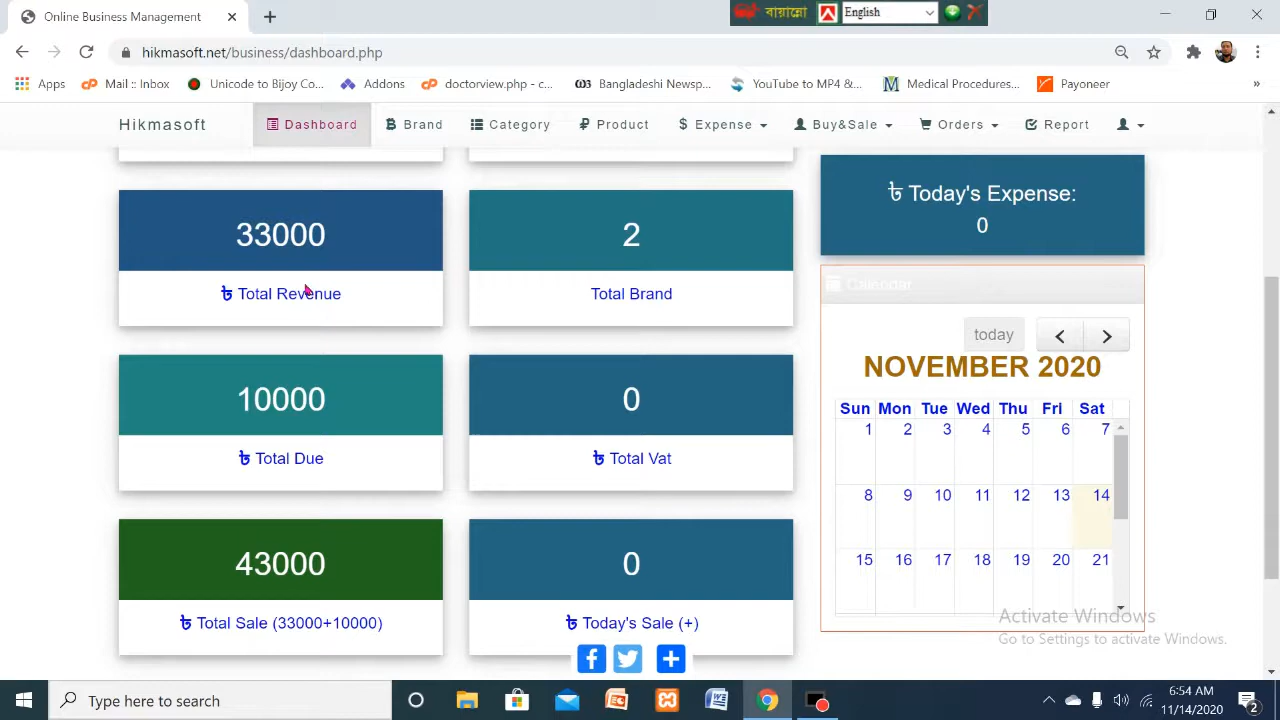 Online Business Management
বায়ান্নো
English
hikmasoft.net/business/dashboard.php
Apps
Mail :: Inbox
Unicode to Bijoy Co...
Addons
doctorview.php - c...
Bangladeshi Newsp...
YouTube to MP4 &...
Medical Procedures...
Payoneer
»
Hikmasoft
Dashboard
Brand
Category
Product
$ Expense
Buy&Sale
Orders
Report
33000
৳ Total Revenue
2
Total Brand
৳ Today's Expense:
0
Calendar
today
NOVEMBER 2020
Sun Mon Tue Wed Thu Fri Sat
1 2 3 4 5 6 7
8 9 10 11 12 13 14
15 16 17 18 19 20 21
10000
৳ Total Due
0
৳ Total Vat
43000
৳ Total Sale (33000+10000)
0
৳ Today's Sale (+)
Activate Windows
Go to Settings to activate Windows.
Type here to search
6:54 AM
11/14/2020
2